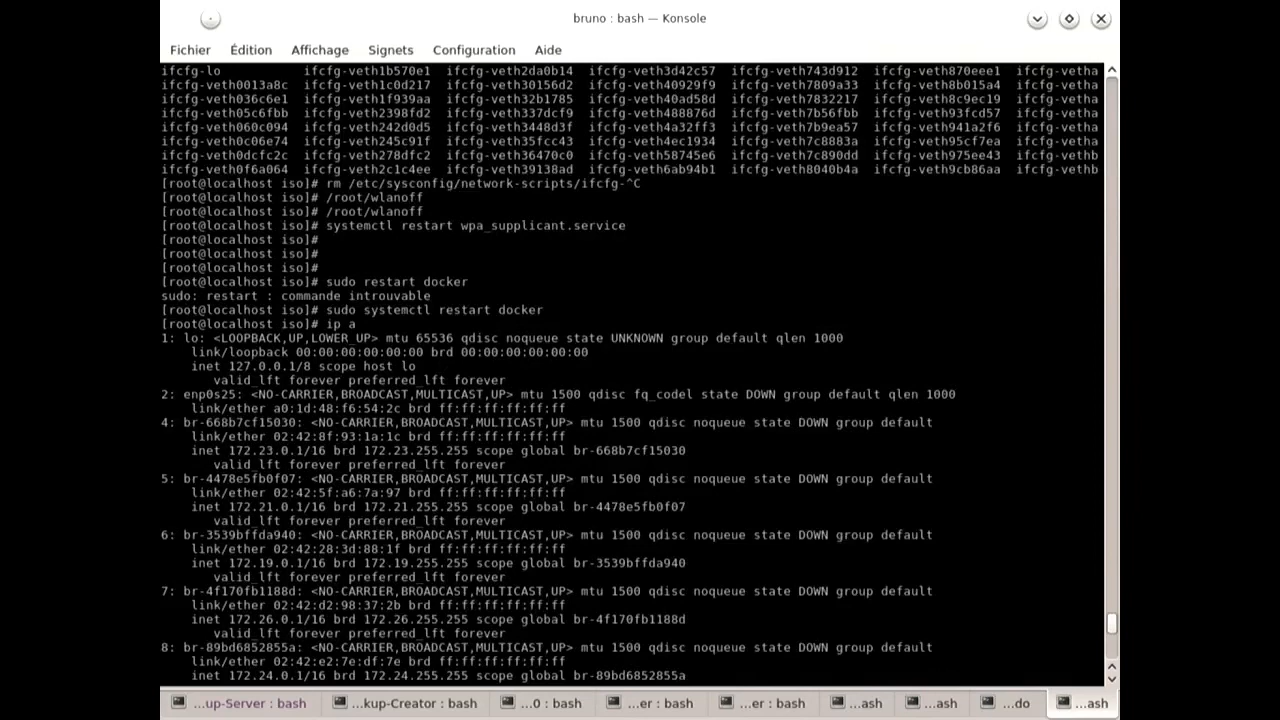 bruno : bash — Konsole
Fichier Édition Affichage Signets Configuration Aide
ifcfg-lo ifcfg-veth1b570e1 ifcfg-veth2da0b14 ifcfg-veth3d42c57 ifcfg-veth743d912 ifcfg-veth870eee1 ifcfg-vetha
ifcfg-veth0013a8c ifcfg-veth1c0d217 ifcfg-veth30156d2 ifcfg-veth40929f9 ifcfg-veth7809a33 ifcfg-veth8b015a4 ifcfg-vetha
ifcfg-veth036c6e1 ifcfg-veth1f939aa ifcfg-veth32b1785 ifcfg-veth40ad58d ifcfg-veth7832217 ifcfg-veth8c9ec19 ifcfg-vetha
ifcfg-veth05c6fbb ifcfg-veth2398fd2 ifcfg-veth337dcf9 ifcfg-veth488876d ifcfg-veth7b56fbb ifcfg-veth93fcd57 ifcfg-vetha
ifcfg-veth060c094 ifcfg-veth242d0d5 ifcfg-veth3448d3f ifcfg-veth4a32ff3 ifcfg-veth7b9ea57 ifcfg-veth941a2f6 ifcfg-vetha
ifcfg-veth0c06e74 ifcfg-veth245c91f ifcfg-veth35fcc43 ifcfg-veth4ec1934 ifcfg-veth7c8883a ifcfg-veth95cf7ea ifcfg-vetha
ifcfg-veth0dcfc2c ifcfg-veth278dfc2 ifcfg-veth36470c0 ifcfg-veth58745e6 ifcfg-veth7c890dd ifcfg-veth975ee43 ifcfg-vethb
ifcfg-veth0f6a064 ifcfg-veth2c1c4ee ifcfg-veth39138ad ifcfg-veth6ab94b1 ifcfg-veth8040b4a ifcfg-veth9cb86aa ifcfg-vethb
[root@localhost iso]# rm /etc/sysconfig/network-scripts/ifcfg-^C
[root@localhost iso]# /root/wlanoff
[root@localhost iso]# /root/wlanoff
[root@localhost iso]# systemctl restart wpa_supplicant.service
[root@localhost iso]#
[root@localhost iso]#
[root@localhost iso]#
[root@localhost iso]# sudo restart docker
sudo: restart : commande introuvable
[root@localhost iso]# sudo systemctl restart docker
[root@localhost iso]# ip a
1: lo: <LOOPBACK,UP,LOWER_UP> mtu 65536 qdisc noqueue state UNKNOWN group default qlen 1000
link/loopback 00:00:00:00:00:00 brd 00:00:00:00:00:00
inet 127.0.0.1/8 scope host lo
valid_lft forever preferred_lft forever
2: enp0s25: <NO-CARRIER,BROADCAST,MULTICAST,UP> mtu 1500 qdisc fq_codel state DOWN group default qlen 1000
link/ether a0:1d:48:f6:54:2c brd ff:ff:ff:ff:ff:ff
4: br-668b7cf15030: <NO-CARRIER,BROADCAST,MULTICAST,UP> mtu 1500 qdisc noqueue state DOWN group default
link/ether 02:42:8f:93:1a:1c brd ff:ff:ff:ff:ff:ff
inet 172.23.0.1/16 brd 172.23.255.255 scope global br-668b7cf15030
valid_lft forever preferred_lft forever
5: br-4478e5fb0f07: <NO-CARRIER,BROADCAST,MULTICAST,UP> mtu 1500 qdisc noqueue state DOWN group default
link/ether 02:42:5f:a6:7a:97 brd ff:ff:ff:ff:ff:ff
inet 172.21.0.1/16 brd 172.21.255.255 scope global br-4478e5fb0f07
valid_lft forever preferred_lft forever
6: br-3539bffda940: <NO-CARRIER,BROADCAST,MULTICAST,UP> mtu 1500 qdisc noqueue state DOWN group default
link/ether 02:42:28:3d:88:1f brd ff:ff:ff:ff:ff:ff
inet 172.19.0.1/16 brd 172.19.255.255 scope global br-3539bffda940
valid_lft forever preferred_lft forever
7: br-4f170fb1188d: <NO-CARRIER,BROADCAST,MULTICAST,UP> mtu 1500 qdisc noqueue state DOWN group default
link/ether 02:42:d2:98:37:2b brd ff:ff:ff:ff:ff:ff
inet 172.26.0.1/16 brd 172.26.255.255 scope global br-4f170fb1188d
valid_lft forever preferred_lft forever
8: br-89bd6852855a: <NO-CARRIER,BROADCAST,MULTICAST,UP> mtu 1500 qdisc noqueue state DOWN group default
link/ether 02:42:e2:7e:df:7e brd ff:ff:ff:ff:ff:ff
inet 172.24.0.1/16 brd 172.24.255.255 scope global br-89bd6852855a
...up-Server : bash ...kup-Creator : bash ...0 : bash ...er : bash ...er : bash ...ash ...ash ...do ...ash